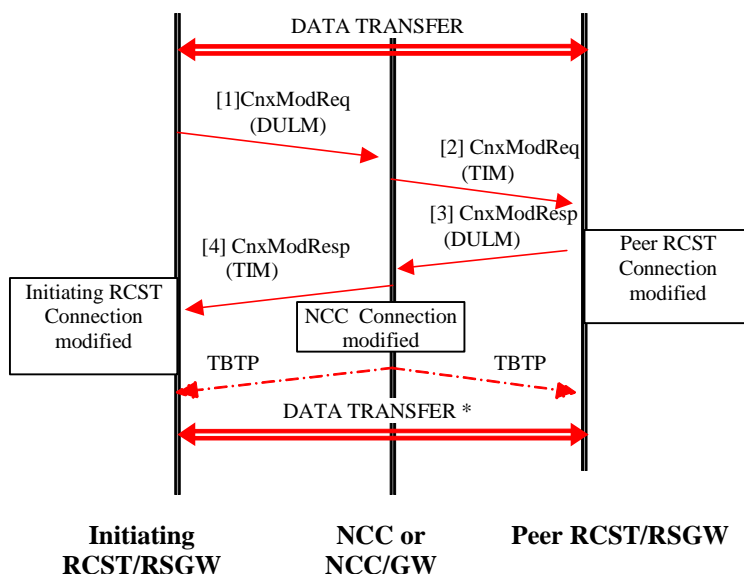 DATA TRANSFER
[1]CnxModReq
(DULM)
[2] CnxModReq
(TIM)
[3] CnxModResp
(DULM)
[4] CnxModResp
(TIM)
Peer RCST
Connection
modified
Initiating RCST
Connection
modified
NCC Connection
modified
TBTP
TBTP
DATA TRANSFER *
Initiating
RCST/RSGW
NCC or
NCC/GW
Peer RCST/RSGW